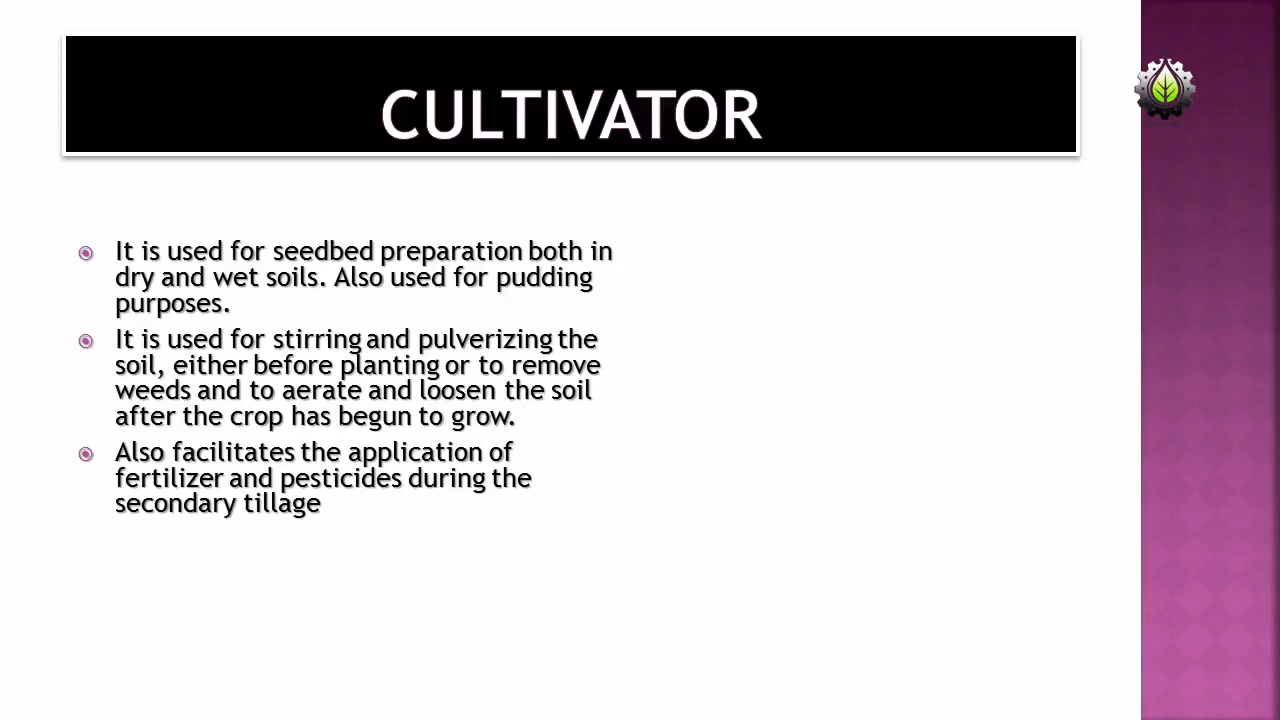 CULTIVATOR
It is used for seedbed preparation both in
dry and wet soils. Also used for pudding
purposes.
It is used for stirring and pulverizing the
soil, either before planting or to remove
weeds and to aerate and loosen the soil
after the crop has begun to grow.
Also facilitates the application of
fertilizer and pesticides during the
secondary tillage